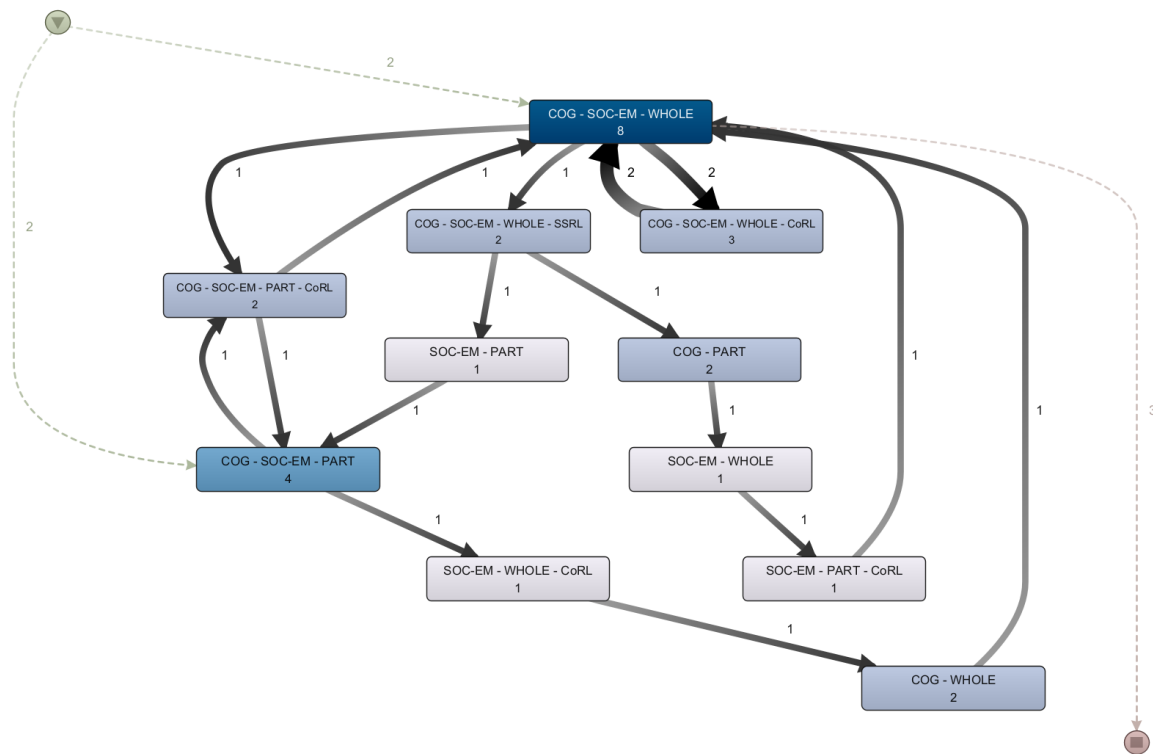 2
COG - SOC-EM - WHOLE
8
1
1
1
2
2
2
COG - SOC-EM - WHOLE - SSRL
2
COG - SOC-EM - WHOLE - CoRL
3
COG - SOC-EM - PART - CoRL
2
1
1
1
1
SOC-EM - PART
1
COG - PART
2
1
1
1
1
3
COG - SOC-EM - PART
4
SOC-EM - WHOLE
1
1
1
SOC-EM - WHOLE - CoRL
1
SOC-EM - PART - CoRL
1
1
COG - WHOLE
2